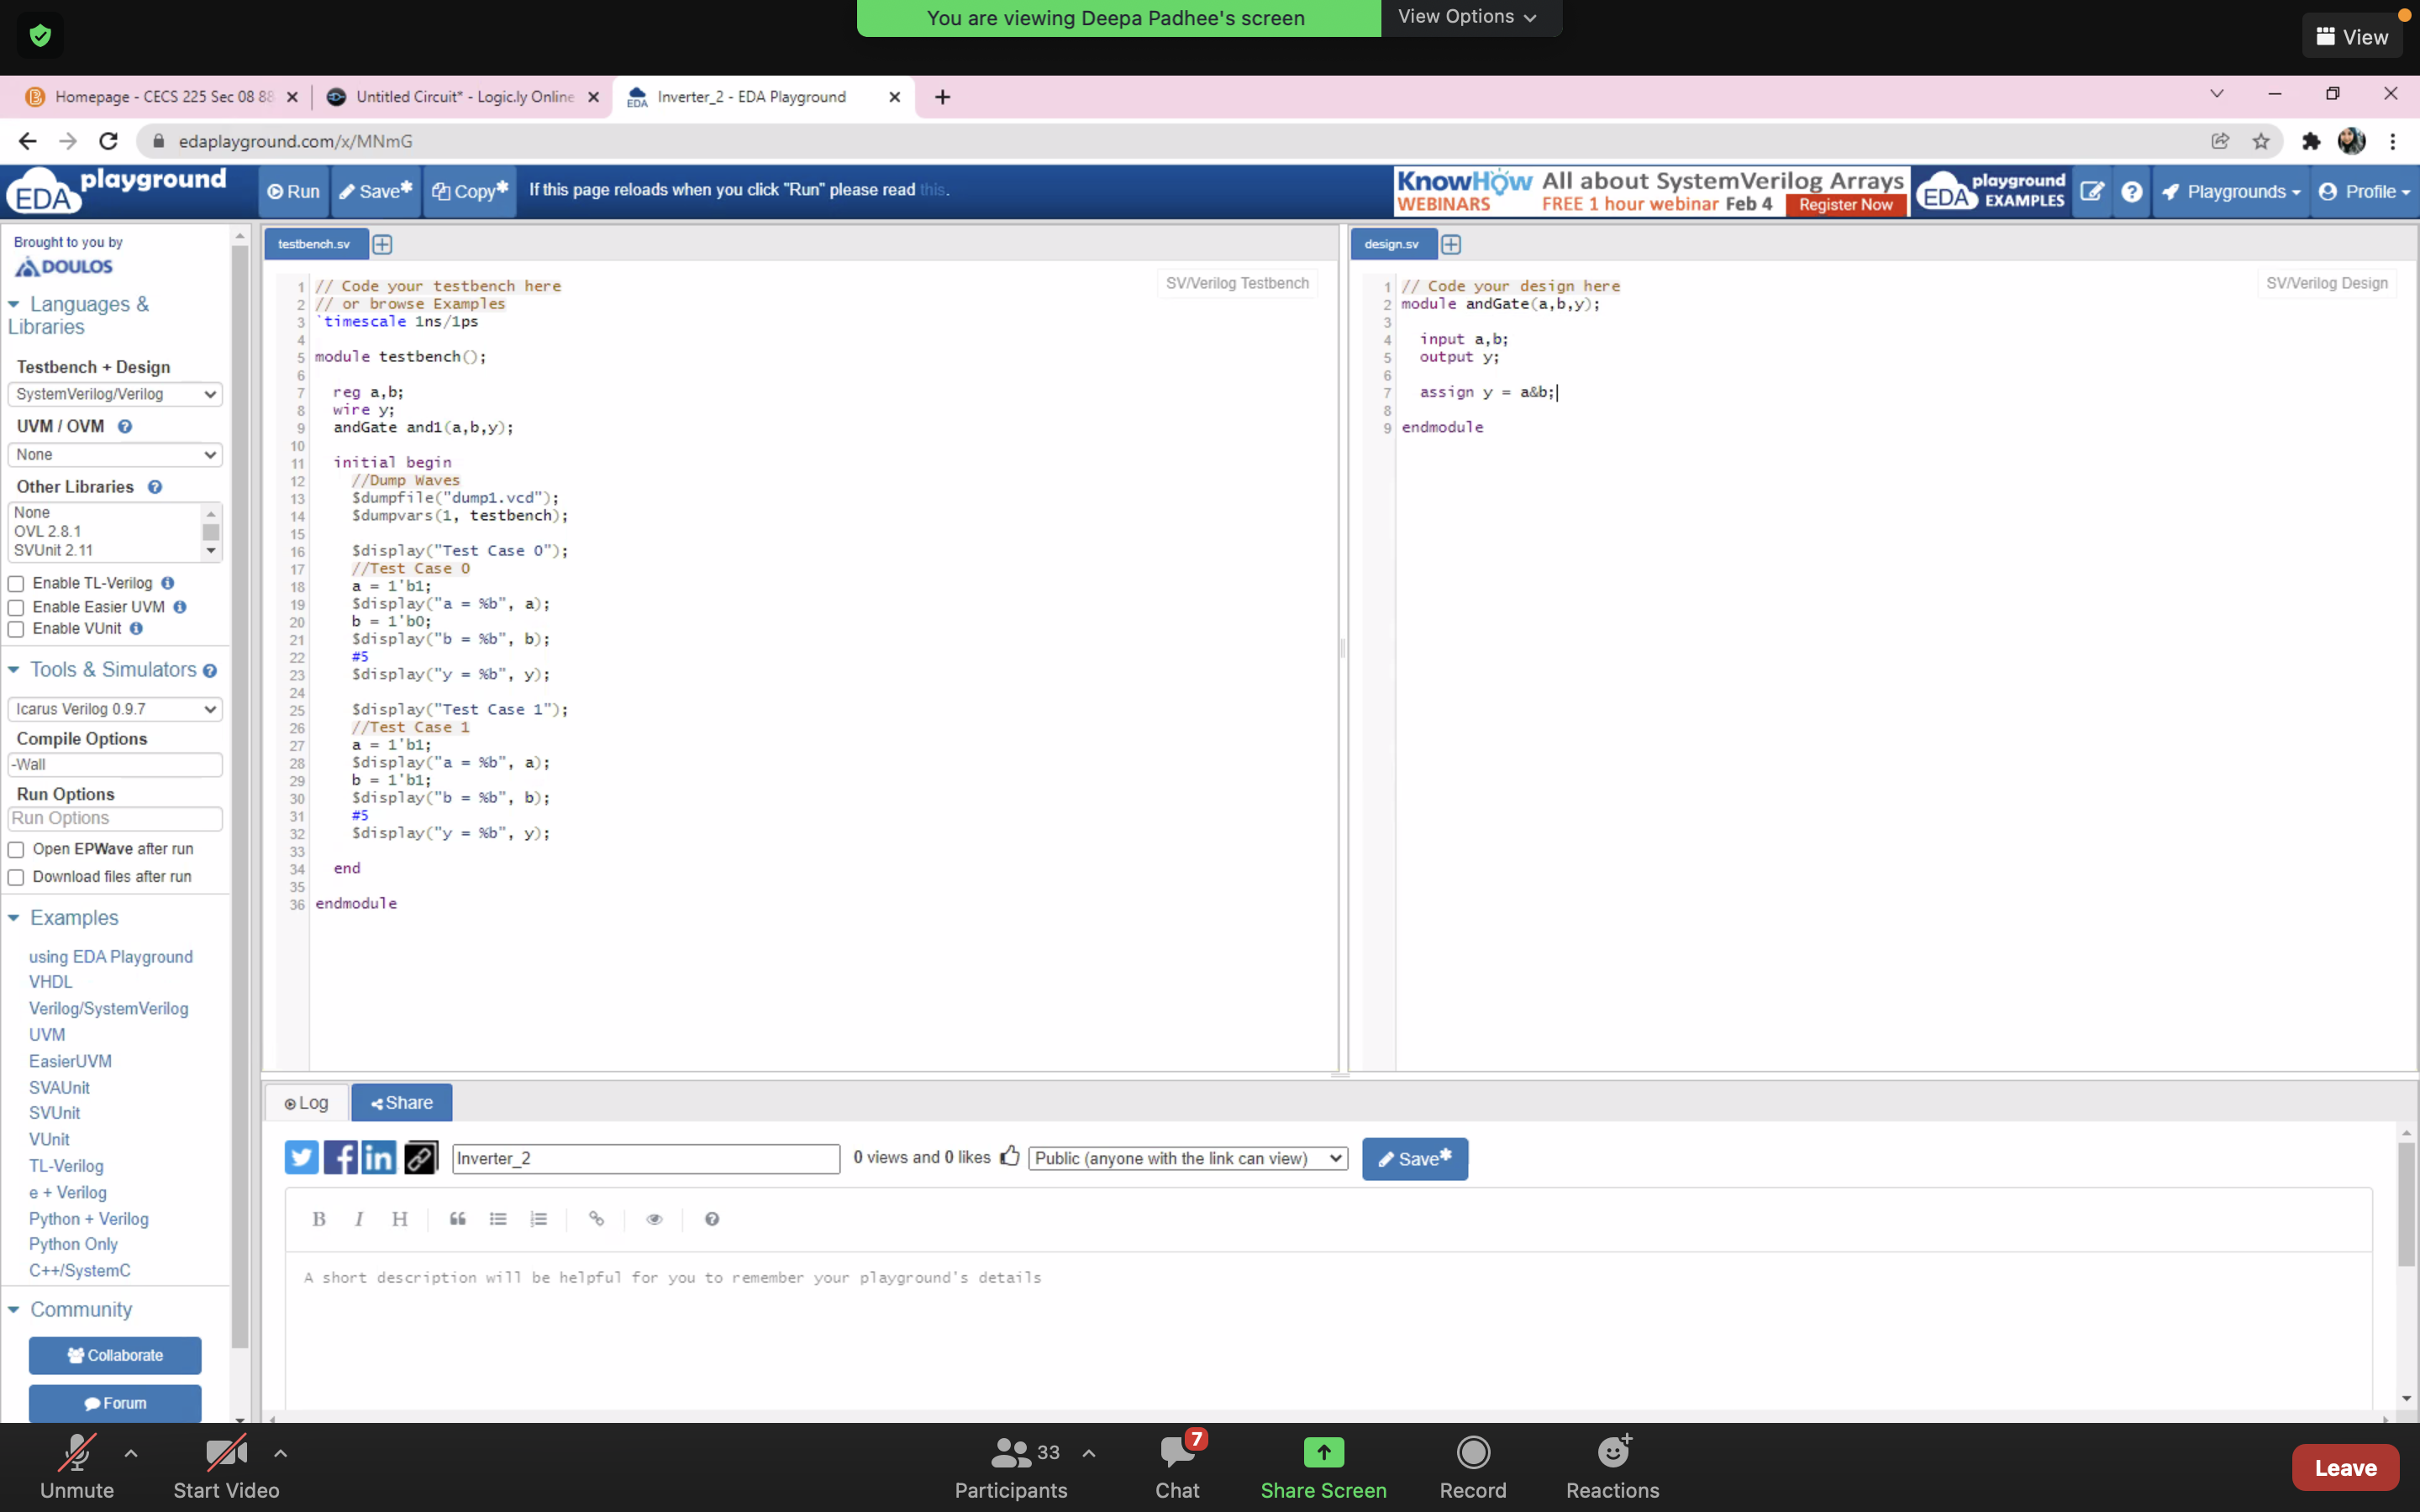 You are viewing Deepa Padhee's screen
View Options
View
Homepage - CECS 225 Sec 08 88
Untitled Circuit* - Logic.ly Online
EDA
Inverter_2 - EDA Playground
edaplayground.com/x/MNmG
EDA playground
Run
Save*
Copy*
If this page reloads when you click "Run" please read this.
KnowHow WEBINARS
All about SystemVerilog Arrays
FREE 1 hour webinar Feb 4
Register Now
EDA playground EXAMPLES
Playgrounds
Profile
Brought to you by
DOULOS
Languages &
Libraries
Testbench + Design
SystemVerilog/Verilog
UVM / OVM
None
Other Libraries
None
OVL 2.8.1
SVUnit 2.11
Enable TL-Verilog
Enable Easier UVM
Enable VUnit
Tools & Simulators
Icarus Verilog 0.9.7
Compile Options
-Wall
Run Options
Run Options
Open EPWave after run
Download files after run
Examples
using EDA Playground
VHDL
Verilog/SystemVerilog
UVM
EasierUVM
SVAUnit
SVUnit
VUnit
TL-Verilog
e + Verilog
Python + Verilog
Python Only
C++/SystemC
Community
Collaborate
Forum
testbench.sv
SV/Verilog Testbench
1 // Code your testbench here
2 // or browse Examples
3 `timescale 1ns/1ps
4
5 module testbench();
6
7 reg a,b;
8 wire y;
9 andGate and1(a,b,y);
10
11 initial begin
12 //Dump Waves
13 $dumpfile("dump1.vcd");
14 $dumpvars(1, testbench);
15
16 $display("Test Case 0");
17 //Test Case 0
18 a = 1'b1;
19 $display("a = %b", a);
20 b = 1'b0;
21 $display("b = %b", b);
22 #5
23 $display("y = %b", y);
24
25 $display("Test Case 1");
26 //Test Case 1
27 a = 1'b1;
28 $display("a = %b", a);
29 b = 1'b1;
30 $display("b = %b", b);
31 #5
32 $display("y = %b", y);
33
34 end
35
36 endmodule
design.sv
SV/Verilog Design
1 // Code your design here
2 module andGate(a,b,y);
3
4 input a,b;
5 output y;
6
7 assign y = a&b;
8
9 endmodule
Log
Share
Inverter_2
0 views and 0 likes
Public (anyone with the link can view)
Save*
B I H
A short description will be helpful for you to remember your playground's details
Unmute
Start Video
33
Participants
7
Chat
Share Screen
Record
Reactions
Leave